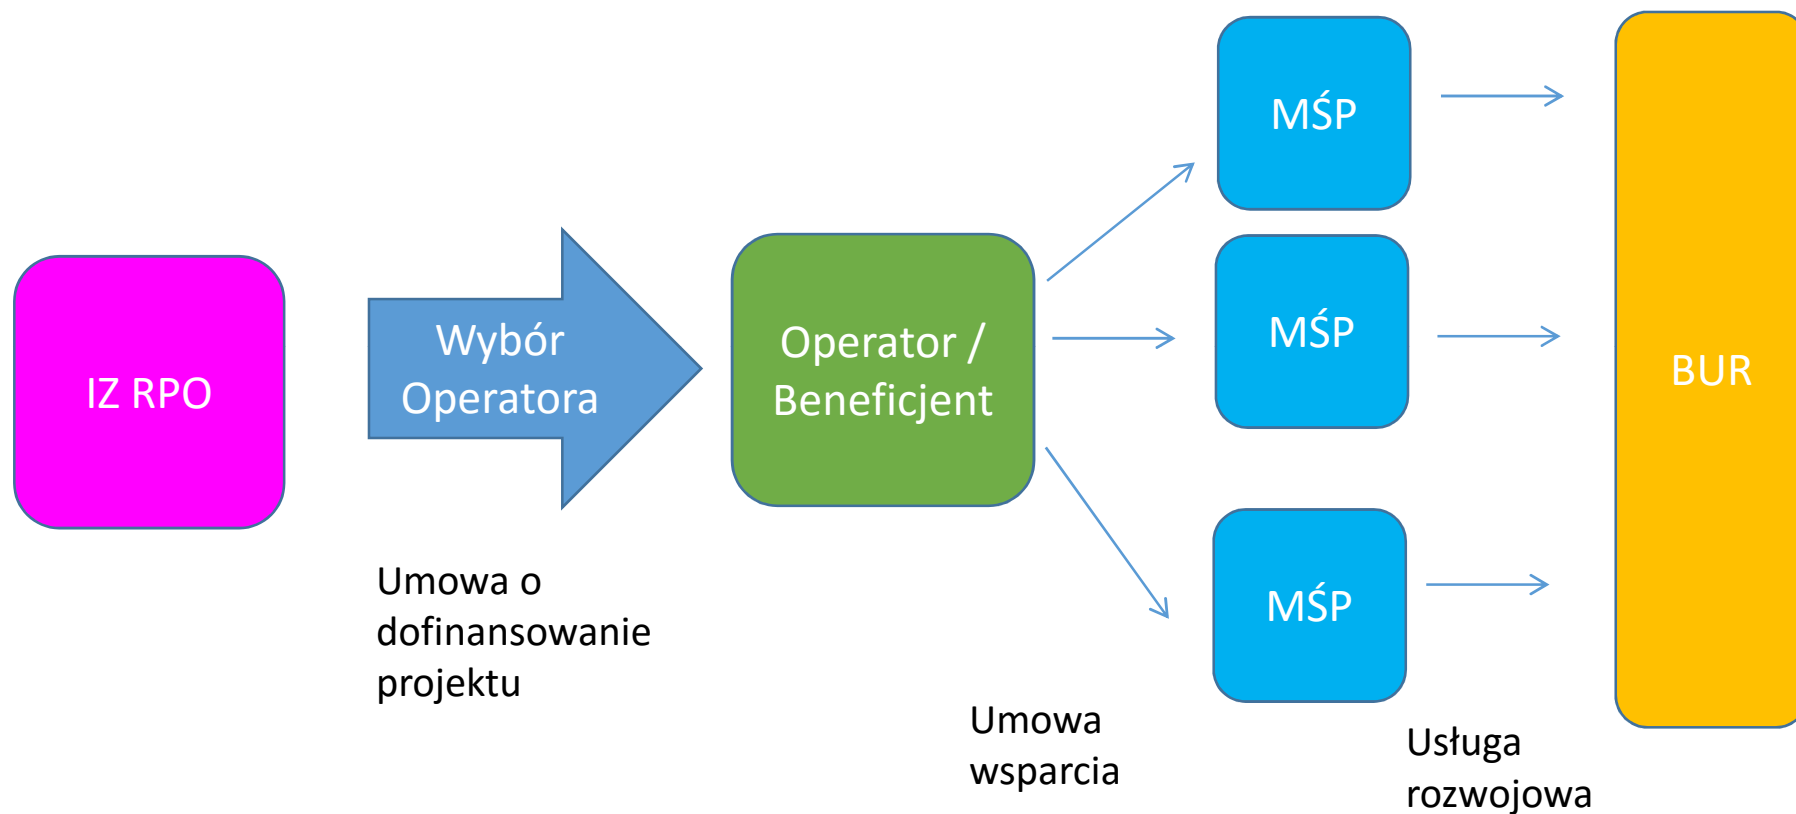 IZ RPO
Wybór
Operatora
Umowa o
dofinansowanie
projektu
Operator /
Beneficjent
Umowa
wsparcia
MŚP
MŚP
MŚP
Usługa
rozwojowa
BUR